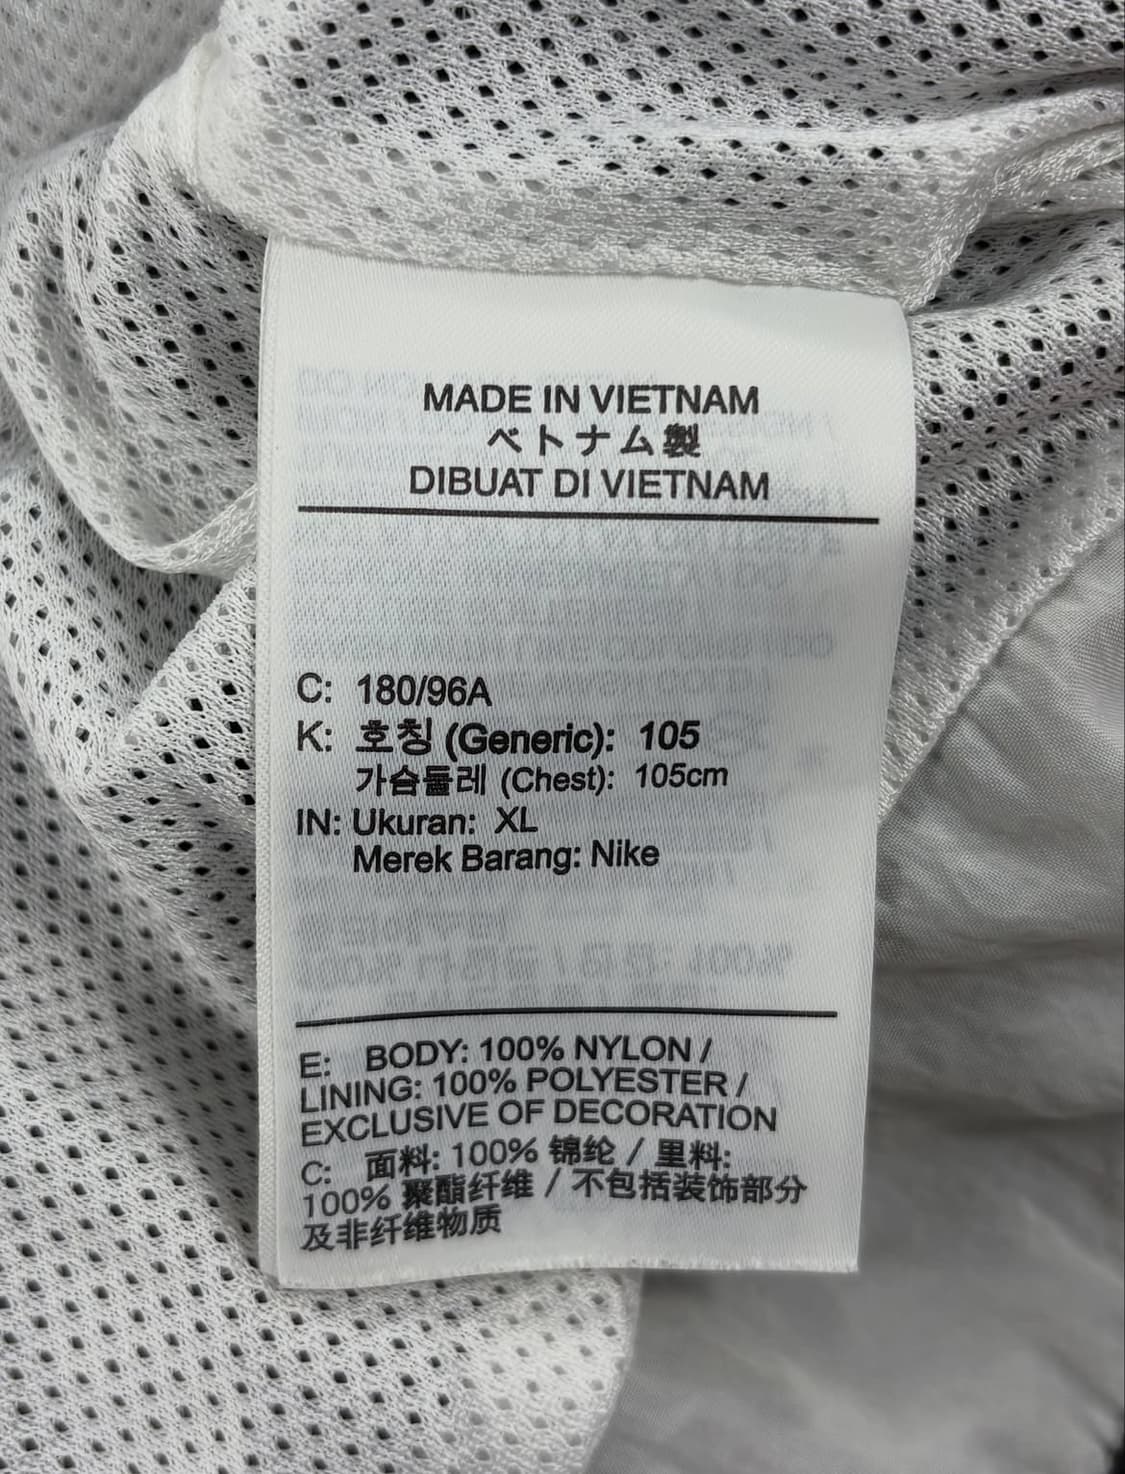 MADE IN VIETNAM
ベトナム製
DIBUAT DI VIETNAM
C: 180/96A
K: 호칭 (Generic): 105
가슴둘레 (Chest): 105cm
IN: Ukuran: XL
Merek Barang: Nike
E: BODY: 100% NYLON /
LINING: 100% POLYESTER /
EXCLUSIVE OF DECORATION
C: 面料: 100% 锦纶 / 里料:
100% 聚酯纤维 / 不包括装饰部分
及非纤维物质